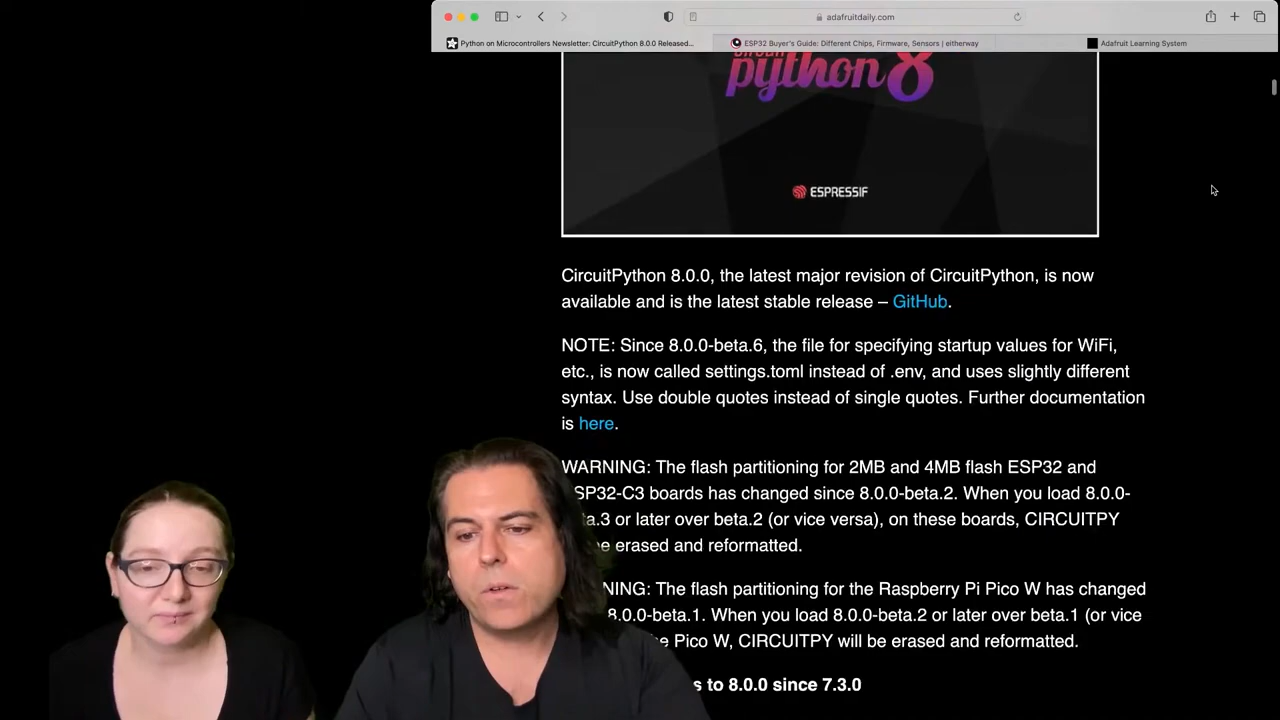 adafruitdaily.com
Python on Microcontrollers Newsletter: CircuitPython 8.0.0 Released...
ESP32 Buyer's Guide: Different Chips, Firmware, Sensors | eitherway
Adafruit Learning System
python 8
ESPRESSIF
CircuitPython 8.0.0, the latest major revision of CircuitPython, is now
available and is the latest stable release – GitHub.
NOTE: Since 8.0.0-beta.6, the file for specifying startup values for WiFi,
etc., is now called settings.toml instead of .env, and uses slightly different
syntax. Use double quotes instead of single quotes. Further documentation
is here.
WARNING: The flash partitioning for 2MB and 4MB flash ESP32 and
SP32-C3 boards has changed since 8.0.0-beta.2. When you load 8.0.0-
ta.3 or later over beta.2 (or vice versa), on these boards, CIRCUITPY
be erased and reformatted.
NING: The flash partitioning for the Raspberry Pi Pico W has changed
8.0.0-beta.1. When you load 8.0.0-beta.2 or later over beta.1 (or vice
e Pico W, CIRCUITPY will be erased and reformatted.
s to 8.0.0 since 7.3.0